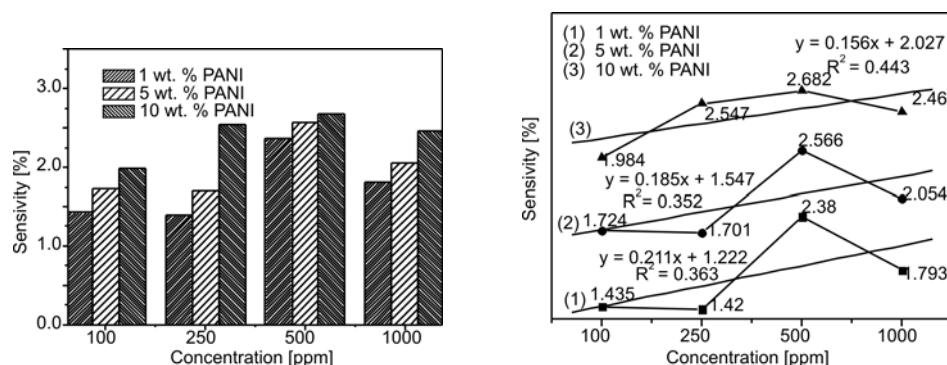 3.0
2.0
1.0
0.0
Sensivity [%]
1 wt. % PANI
5 wt. % PANI
10 wt. % PANI
100 250 500 1000
Concentration [ppm]
(1) 1 wt. % PANI
(2) 5 wt. % PANI
(3) 10 wt. % PANI
y = 0.156x + 2.027
R² = 0.443
(3)
1.984
2.547
2.682
2.46
y = 0.185x + 1.547
R² = 0.352
(2)
1.724
1.701
2.566
2.054
y = 0.211x + 1.222
R² = 0.363
(1)
1.435
1.42
2.38
1.793
Sensivity [%]
100 250 500 1000
Concentration [ppm]